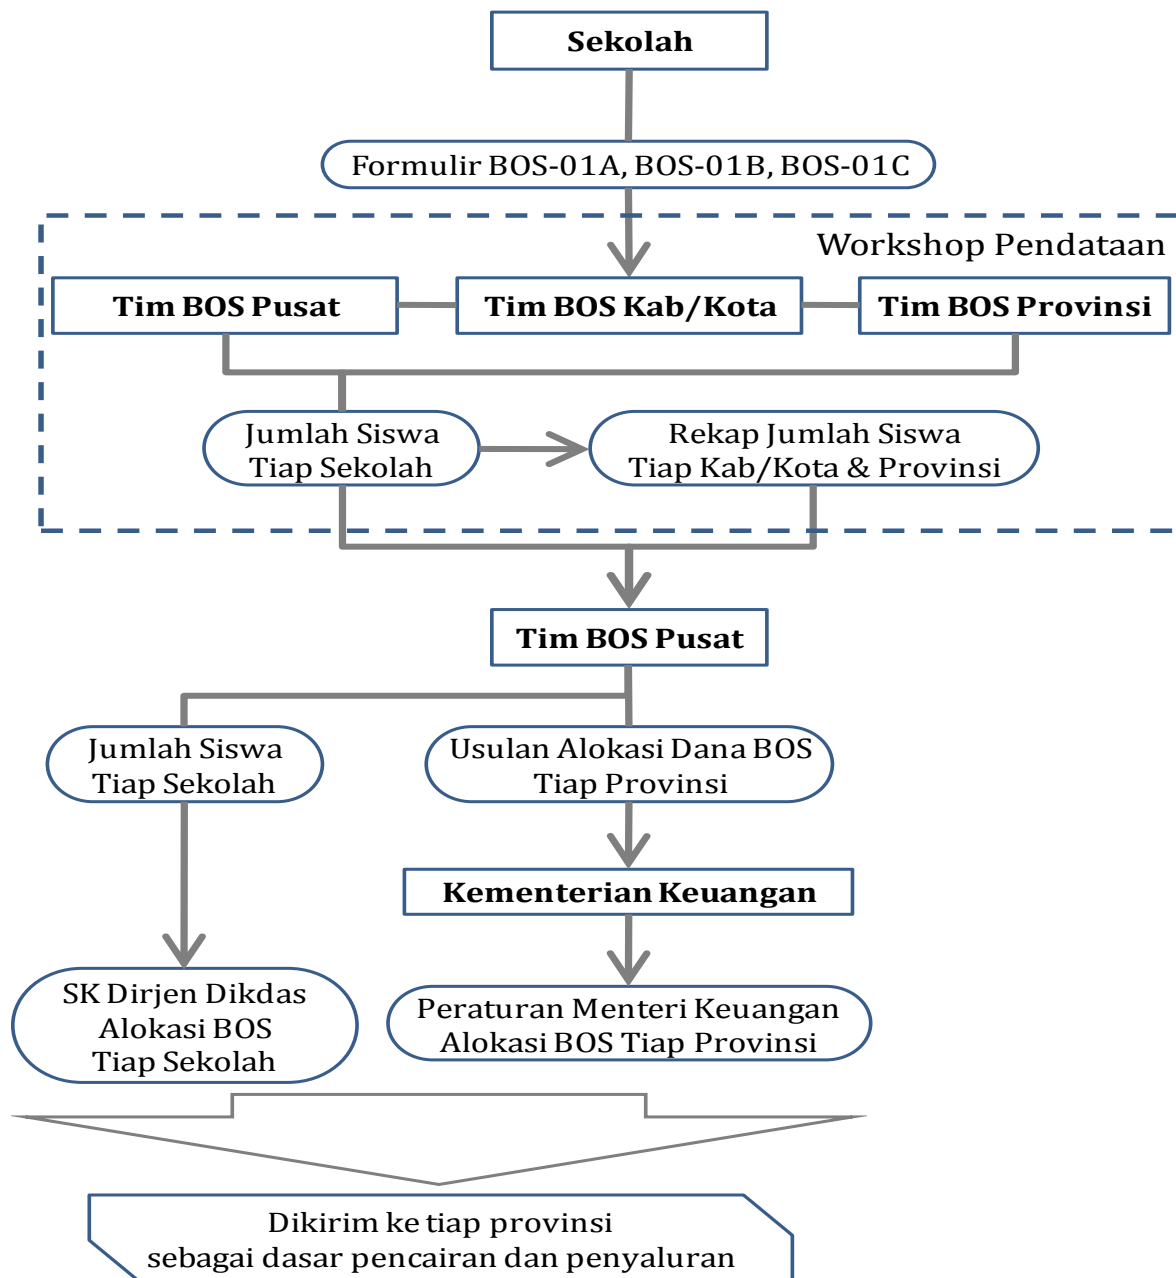 Sekolah
Formulir BOS-01A, BOS-01B, BOS-01C
Workshop Pendataan
Tim BOS Pusat
Tim BOS Kab/Kota
Tim BOS Provinsi
Jumlah Siswa
Tiap Sekolah
Rekap Jumlah Siswa
Tiap Kab/Kota & Provinsi
Tim BOS Pusat
Jumlah Siswa
Tiap Sekolah
Usulan Alokasi Dana BOS
Tiap Provinsi
Kementerian Keuangan
SK Dirjen Dikdas
Alokasi BOS
Tiap Sekolah
Peraturan Menteri Keuangan
Alokasi BOS Tiap Provinsi
Dikirim ke tiap provinsi
sebagai dasar pencairan dan penyaluran